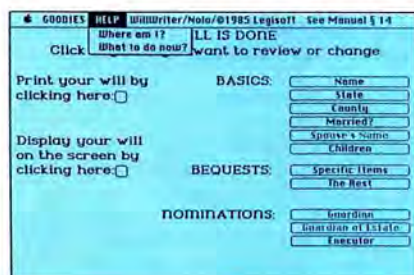 GOODIES HELP WillWriter/Nolo/©1985 Legisoft See Manual § 14
Where am I?
What to do now?
LL IS DONE
Click want to review or change
Print your will by
clicking here:
Display your will
on the screen by
clicking here:
BASICS:
Name
State
County
Married?
Spouse's Name
Children
BEQUESTS:
Specific Items
The Rest
NOMINATIONS:
Guardian
Guardian of Estate
Executor